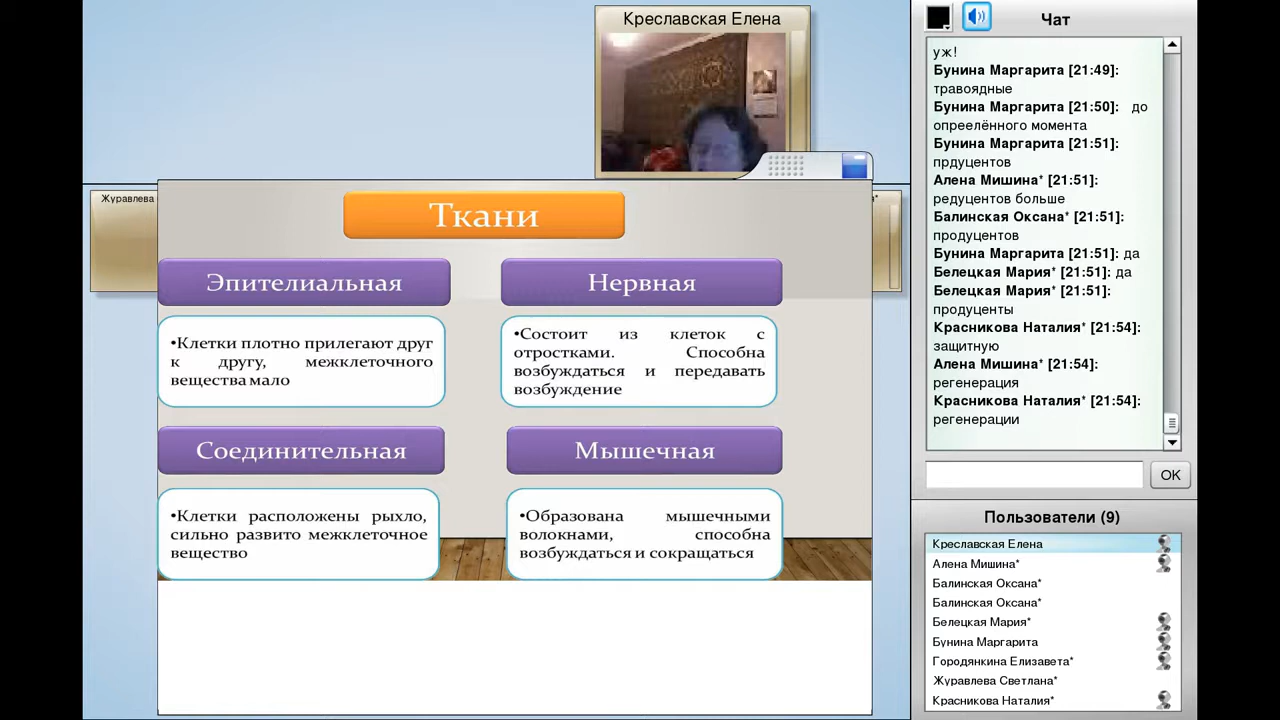 Креславская Елена
Журавлева
Ткани
Эпителиальная
•Клетки плотно прилегают друг
к другу, межклеточного
вещества мало
Нервная
•Состоит из клеток с
отростками. Способна
возбуждаться и передавать
возбуждение
Соединительная
•Клетки расположены рыхло,
сильно развито межклеточное
вещество
Мышечная
•Образована мышечными
волокнами, способна
возбуждаться и сокращаться
Чат
уж!
Бунина Маргарита [21:49]:
травоядные
Бунина Маргарита [21:50]: до
опреелённого момента
Бунина Маргарита [21:51]:
прдуцентов
Алена Мишина* [21:51]:
редуцентов больше
Балинская Оксана* [21:51]:
продуцентов
Бунина Маргарита [21:51]: да
Белецкая Мария* [21:51]: да
Белецкая Мария* [21:51]:
продуценты
Красникова Наталия* [21:54]:
защитную
Алена Мишина* [21:54]:
регенерация
Красникова Наталия* [21:54]:
регенерации
OK
Пользователи (9)
Креславская Елена
Алена Мишина*
Балинская Оксана*
Балинская Оксана*
Белецкая Мария*
Бунина Маргарита
Городянкина Елизавета*
Журавлева Светлана*
Красникова Наталия*